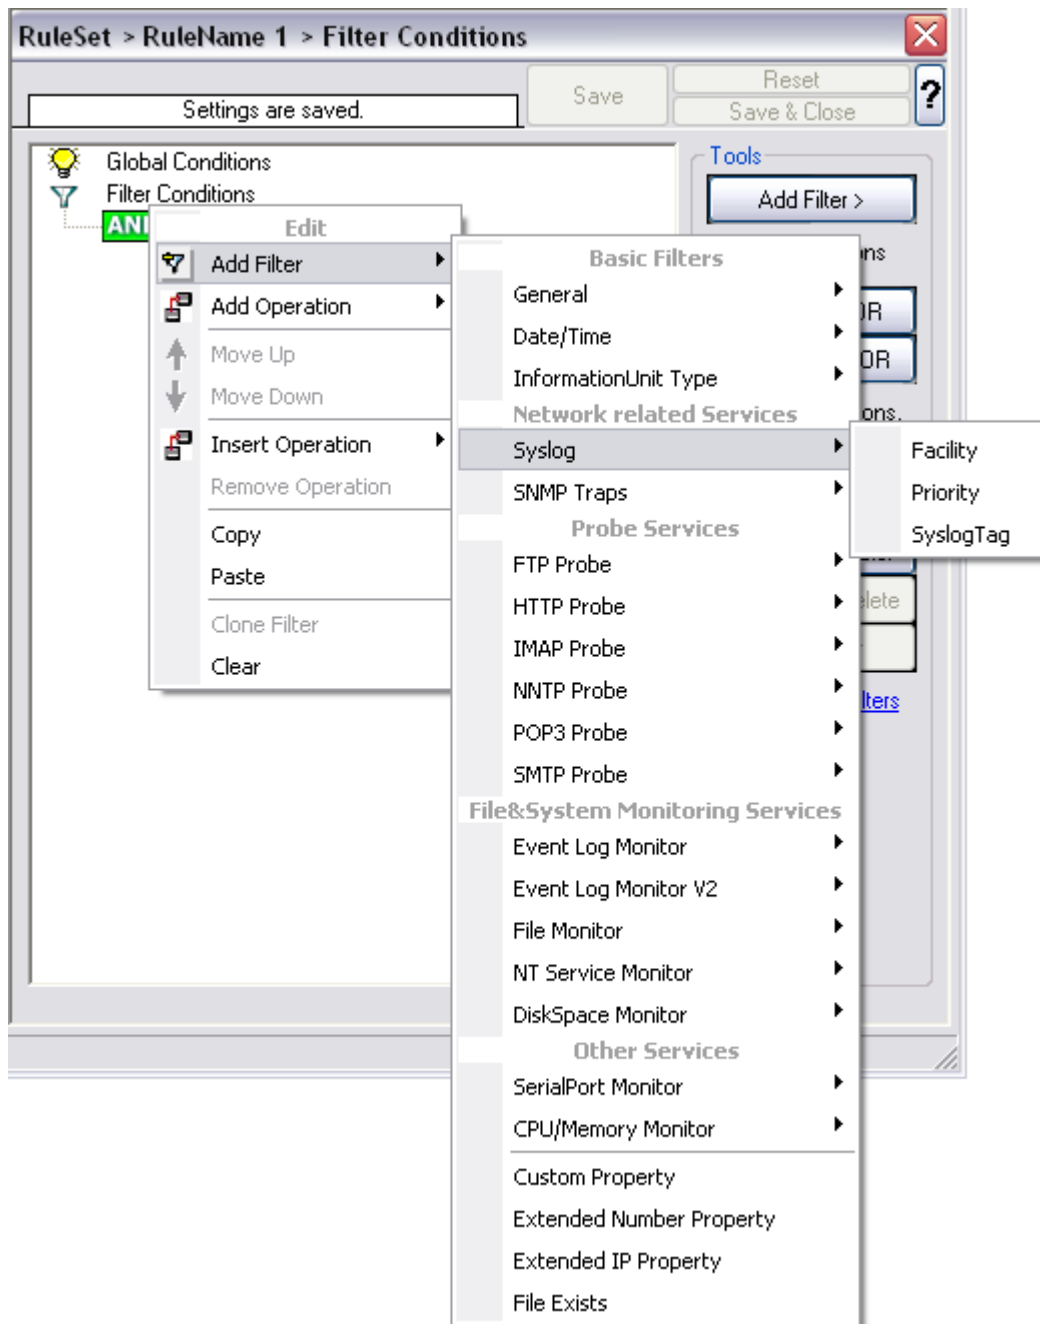 RuleSet > RuleName 1 > Filter Conditions
Settings are saved.
Save
Reset
Save & Close
?
Global Conditions
Filter Conditions
Tools
Add Filter >
Edit
Add Filter
Add Operation
Move Up
Move Down
Insert Operation
Remove Operation
Copy
Paste
Clone Filter
Clear
Basic Filters
General
Date/Time
InformationUnit Type
Network related Services
Syslog
SNMP Traps
Probe Services
FTP Probe
HTTP Probe
IMAP Probe
NNTP Probe
POP3 Probe
SMTP Probe
File&System Monitoring Services
Event Log Monitor
Event Log Monitor V2
File Monitor
NT Service Monitor
DiskSpace Monitor
Other Services
SerialPort Monitor
CPU/Memory Monitor
Custom Property
Extended Number Property
Extended IP Property
File Exists
Facility
Priority
SyslogTag